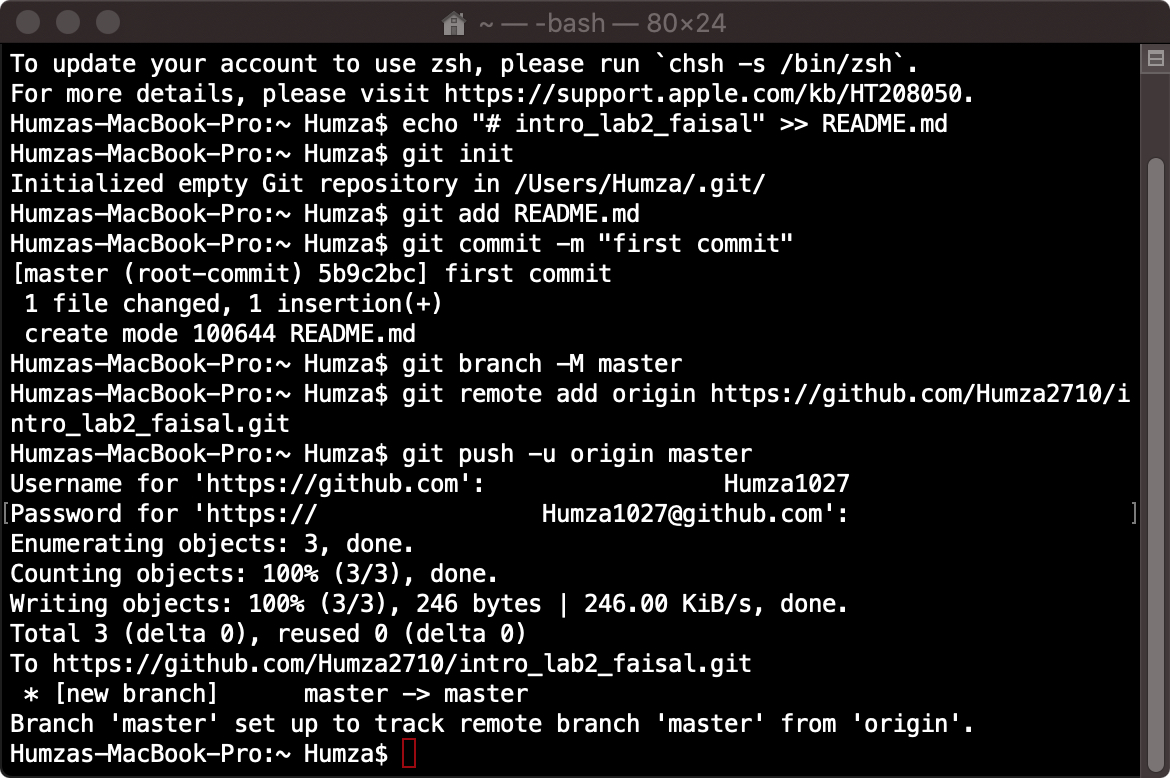 ~ — -bash — 80×24
To update your account to use zsh, please run `chsh -s /bin/zsh`.
For more details, please visit https://support.apple.com/kb/HT208050.
Humzas-MacBook-Pro:~ Humza$ echo "# intro_lab2_faisal" >> README.md
Humzas-MacBook-Pro:~ Humza$ git init
Initialized empty Git repository in /Users/Humza/.git/
Humzas-MacBook-Pro:~ Humza$ git add README.md
Humzas-MacBook-Pro:~ Humza$ git commit -m "first commit"
[master (root-commit) 5b9c2bc] first commit
 1 file changed, 1 insertion(+)
 create mode 100644 README.md
Humzas-MacBook-Pro:~ Humza$ git branch -M master
Humzas-MacBook-Pro:~ Humza$ git remote add origin https://github.com/Humza2710/i
ntro_lab2_faisal.git
Humzas-MacBook-Pro:~ Humza$ git push -u origin master
Username for 'https://github.com':                 Humza1027
[Password for 'https://                Humza1027@github.com': ]
Enumerating objects: 3, done.
Counting objects: 100% (3/3), done.
Writing objects: 100% (3/3), 246 bytes | 246.00 KiB/s, done.
Total 3 (delta 0), reused 0 (delta 0)
To https://github.com/Humza2710/intro_lab2_faisal.git
 * [new branch]      master -> master
Branch 'master' set up to track remote branch 'master' from 'origin'.
Humzas-MacBook-Pro:~ Humza$